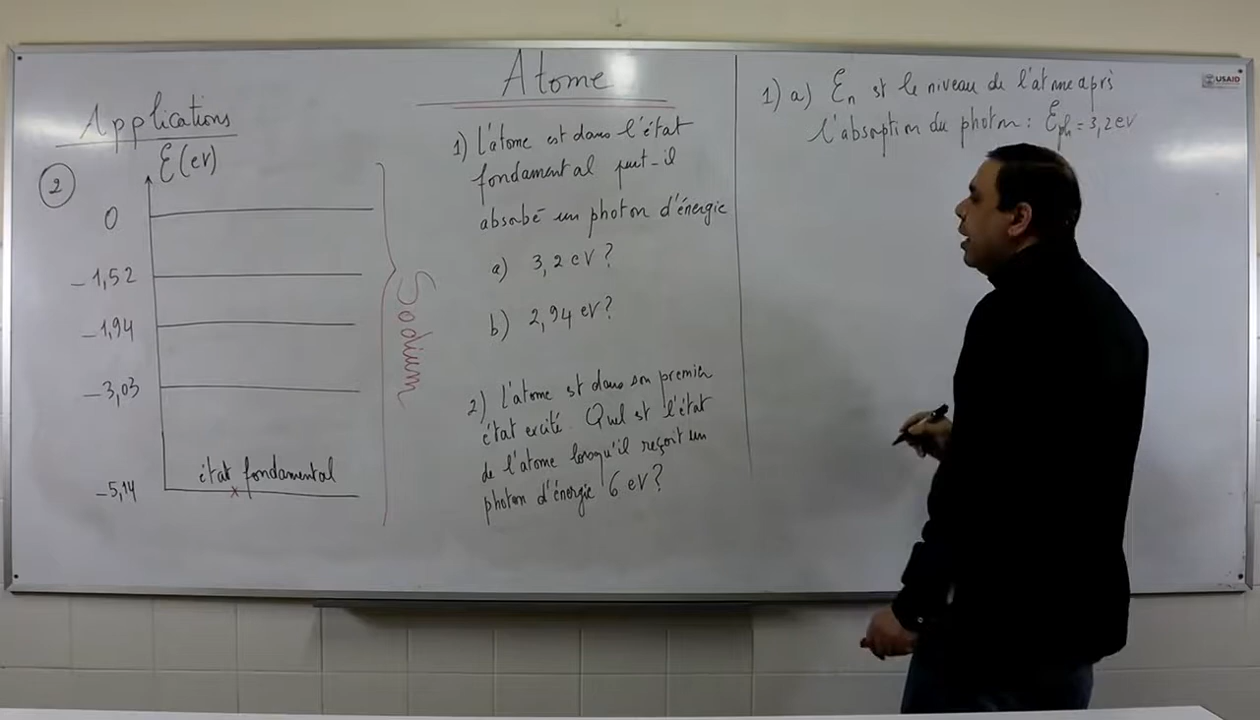 Atome
Applications
2
E(ev)
0
-1,52
-1,94
-3,03
-5,14
état fondamental
Sodium
1) L'atome est dans l'état
fondamental peut-il
absorbé un photon d'énergie
a) 3,2 ev?
b) 2,94 ev?
2) L'atome est dans son premier
état excité. Quel est l'état
de l'atome lorsqu'il reçoit un
photon d'énergie 6 ev?
1) a) En est le niveau de l'atome après
l'absorption du photon: Eph = 3,2 ev
USAID